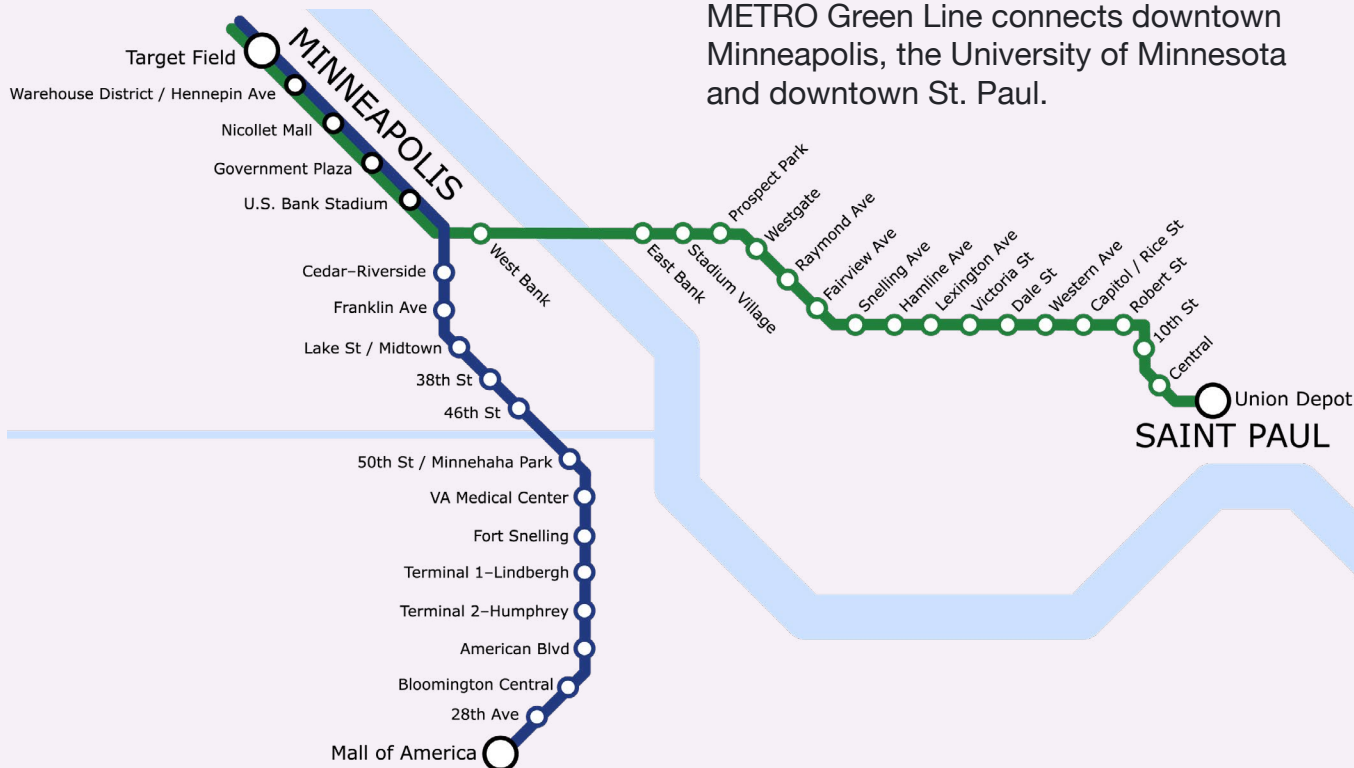 METRO Green Line connects downtown
Minneapolis, the University of Minnesota
and downtown St. Paul.
MINNEAPOLIS
Target Field
Warehouse District / Hennepin Ave
Nicollet Mall
Government Plaza
U.S. Bank Stadium
West Bank
East Bank
Stadium Village
Prospect Park
Westgate
Raymond Ave
Fairview Ave
Snelling Ave
Hamline Ave
Lexington Ave
Victoria St
Dale St
Western Ave
Capitol / Rice St
Robert St
10th St
Central
Union Depot
SAINT PAUL
Cedar–Riverside
Franklin Ave
Lake St / Midtown
38th St
46th St
50th St / Minnehaha Park
VA Medical Center
Fort Snelling
Terminal 1–Lindbergh
Terminal 2–Humphrey
American Blvd
Bloomington Central
28th Ave
Mall of America